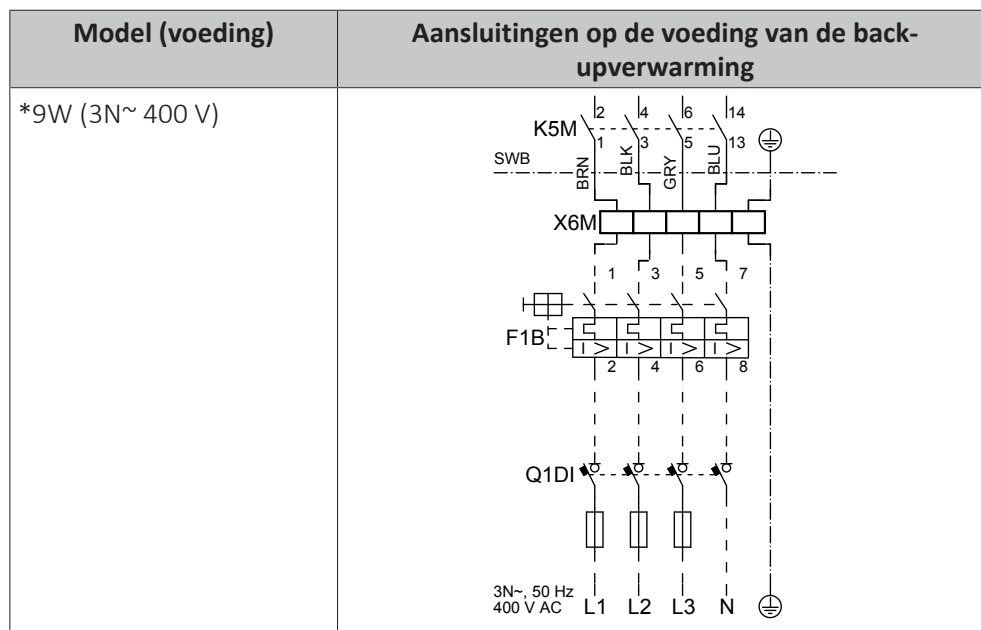 Model (voeding)
Aansluitingen op de voeding van de back-
upverwarming
*9W (3N~ 400 V)
2 4 6 14
K5M
1 3 5 13
SWB
BRN BLK GRY BLU
X6M
1 3 5 7
F1B
I > I > I > I >
2 4 6 8
Q1DI
3N~, 50 Hz
400 V AC L1 L2 L3 N